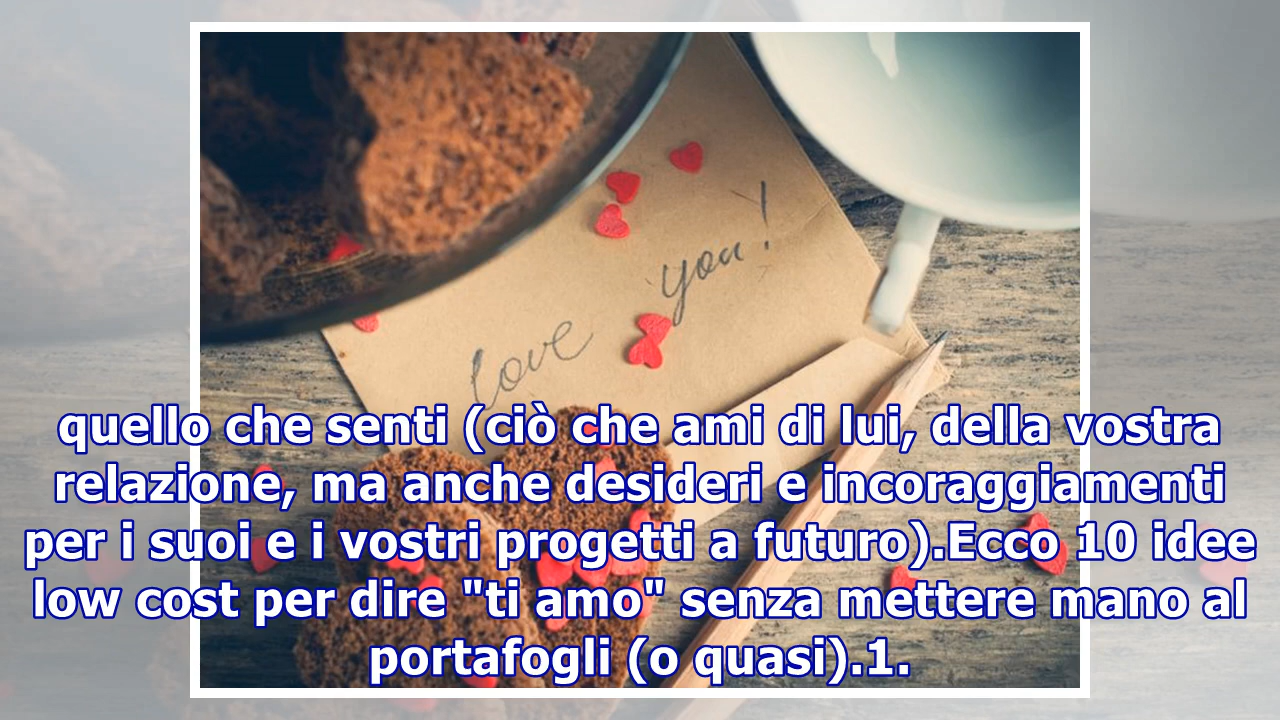 love you!
quello che senti (ciò che ami di lui, della vostra
relazione, ma anche desideri e incoraggiamenti
per i suoi e i vostri progetti a futuro).Ecco 10 idee
low cost per dire "ti amo" senza mettere mano al
portafogli (o quasi).1.